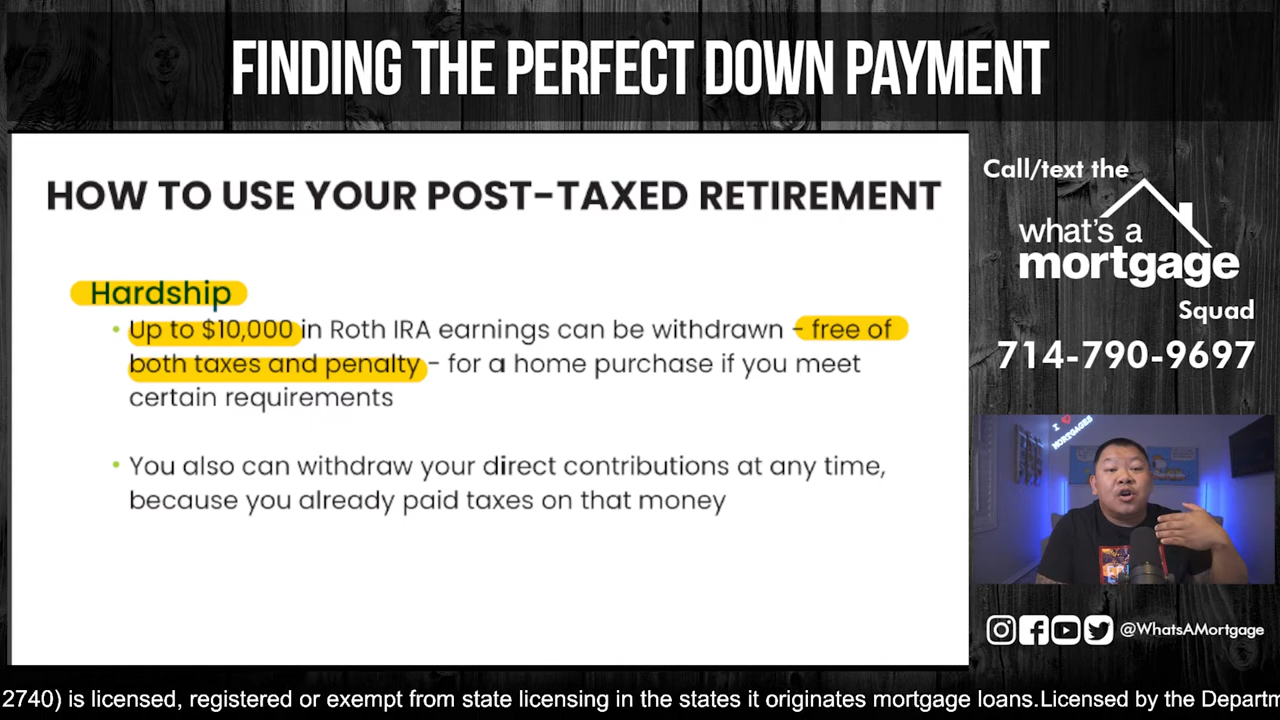 FINDING THE PERFECT DOWN PAYMENT
HOW TO USE YOUR POST-TAXED RETIREMENT
Hardship
• Up to $10,000 in Roth IRA earnings can be withdrawn - free of
both taxes and penalty - for a home purchase if you meet
certain requirements
• You also can withdraw your direct contributions at any time,
because you already paid taxes on that money
Call/text the
what's a
mortgage
Squad
714-790-9697
I ❤ MORTGAGES
@WhatsAMortgage
2740) is licensed, registered or exempt from state licensing in the states it originates mortgage loans.Licensed by the Departm